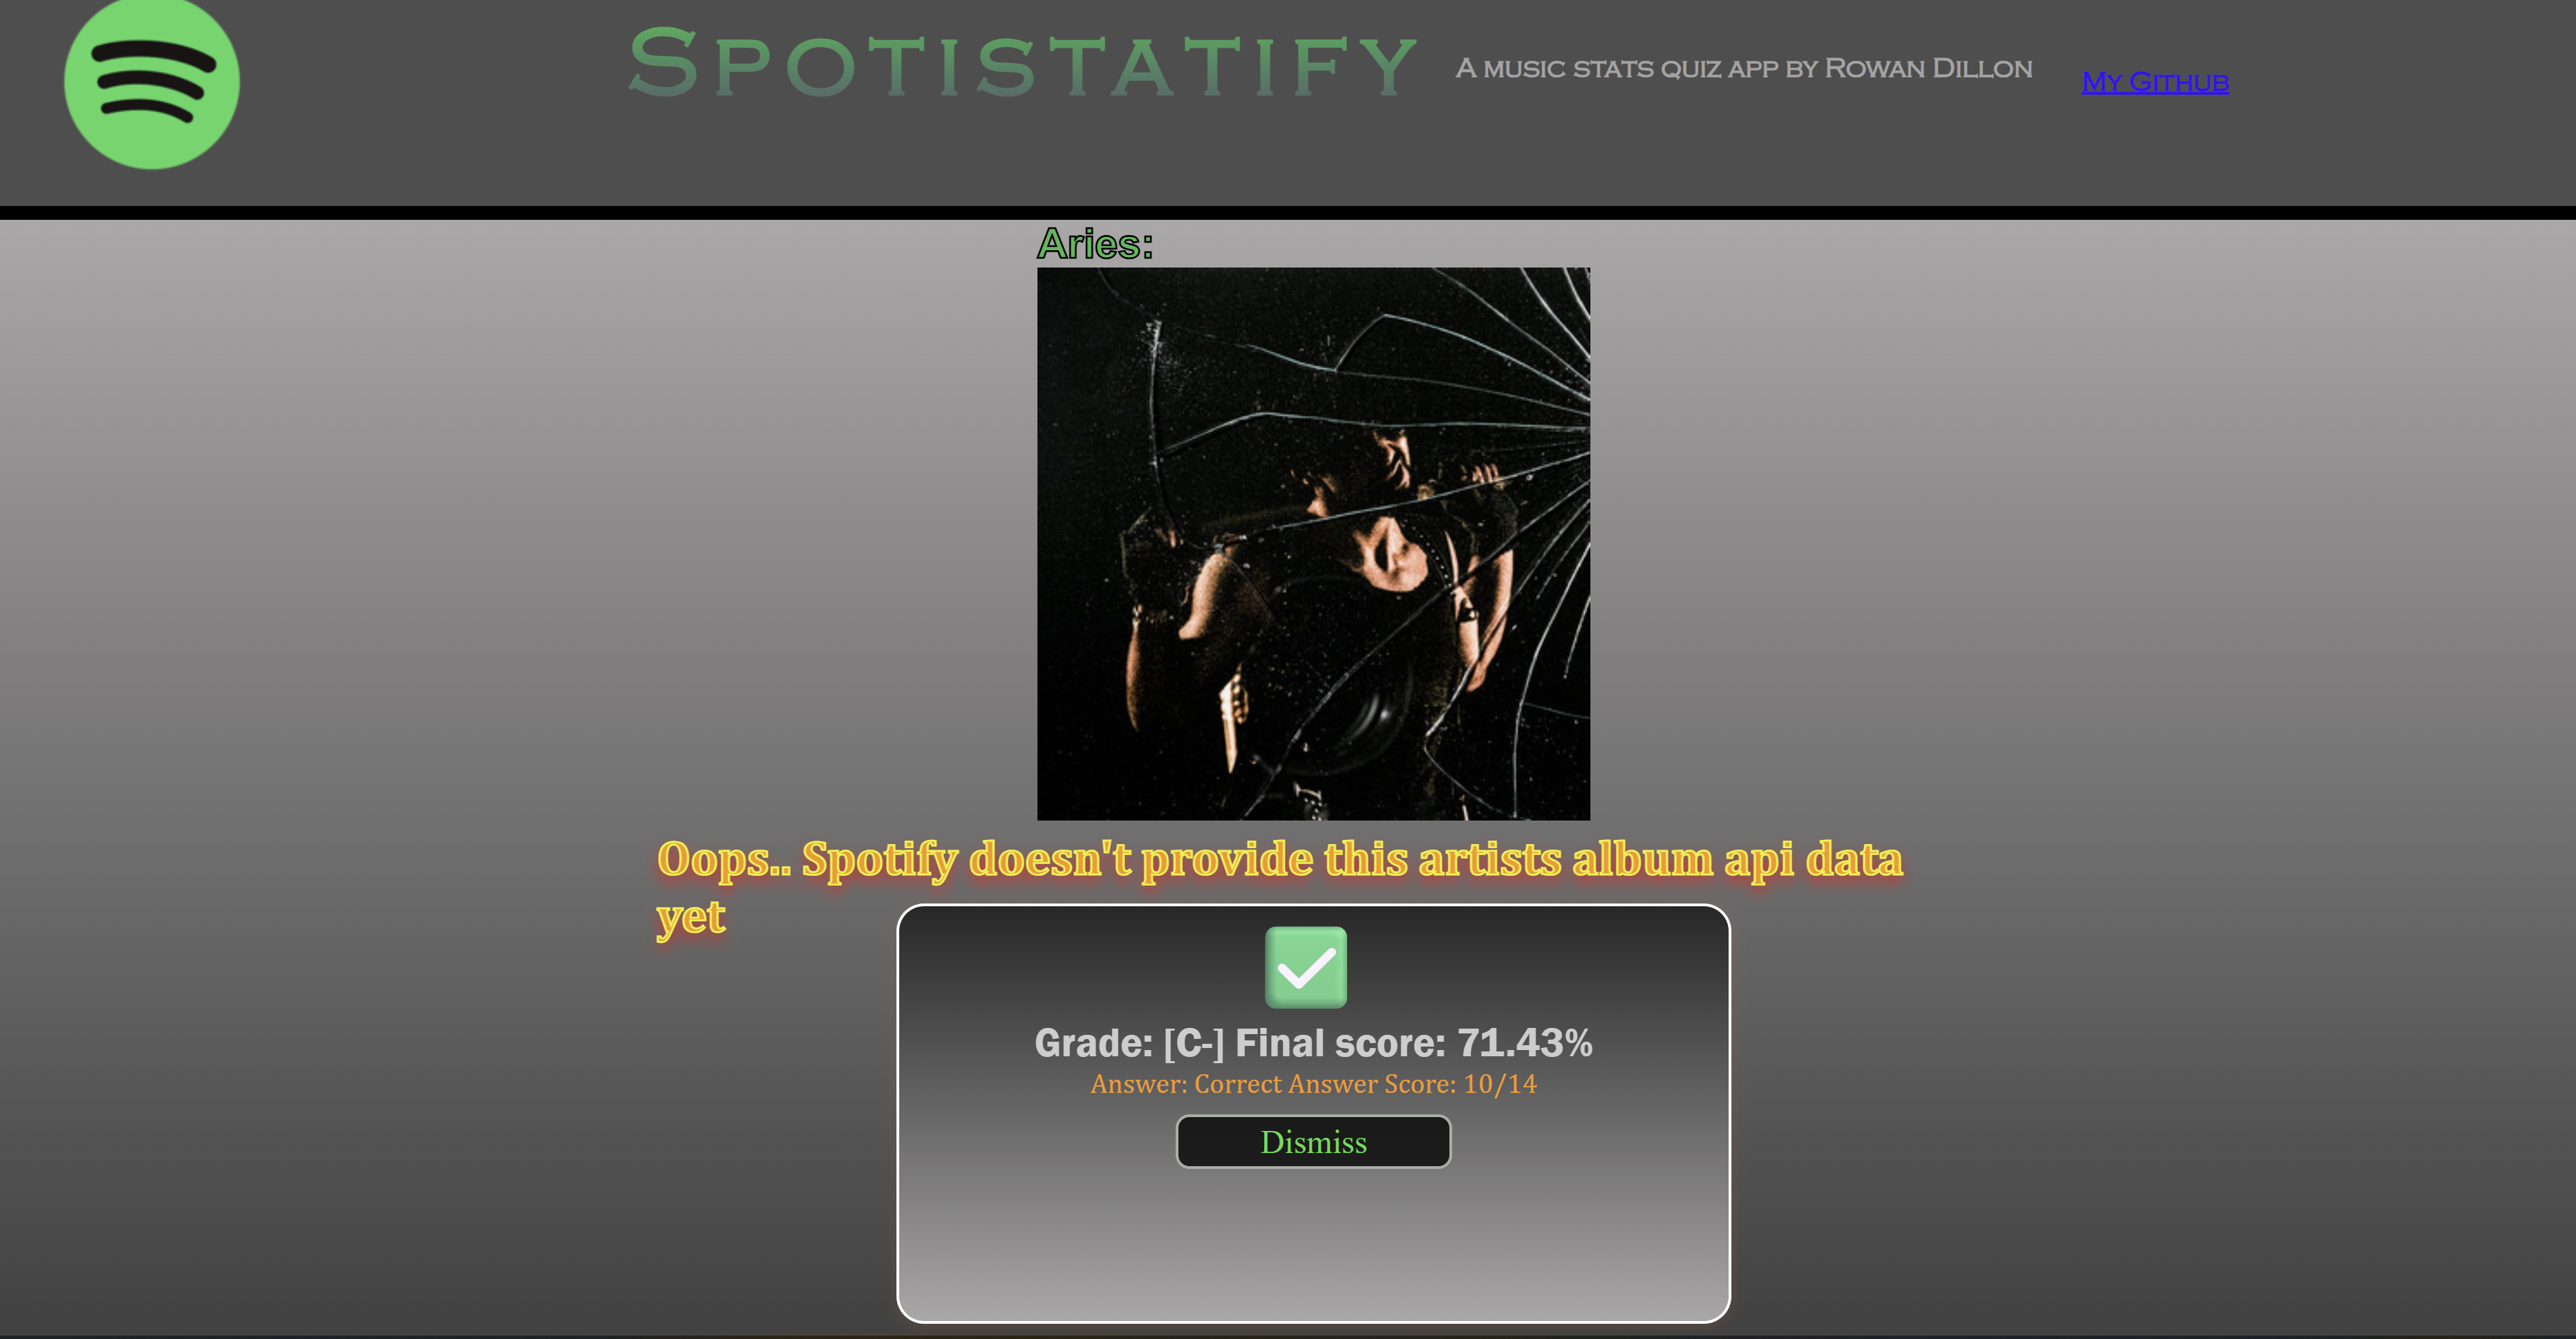 Spotistatify
A music stats quiz app by Rowan Dillon
My Github
Aries:
Oops.. Spotify doesn't provide this artists album api data
yet
Grade: [C-] Final score: 71.43%
Answer: Correct Answer Score: 10/14
Dismiss